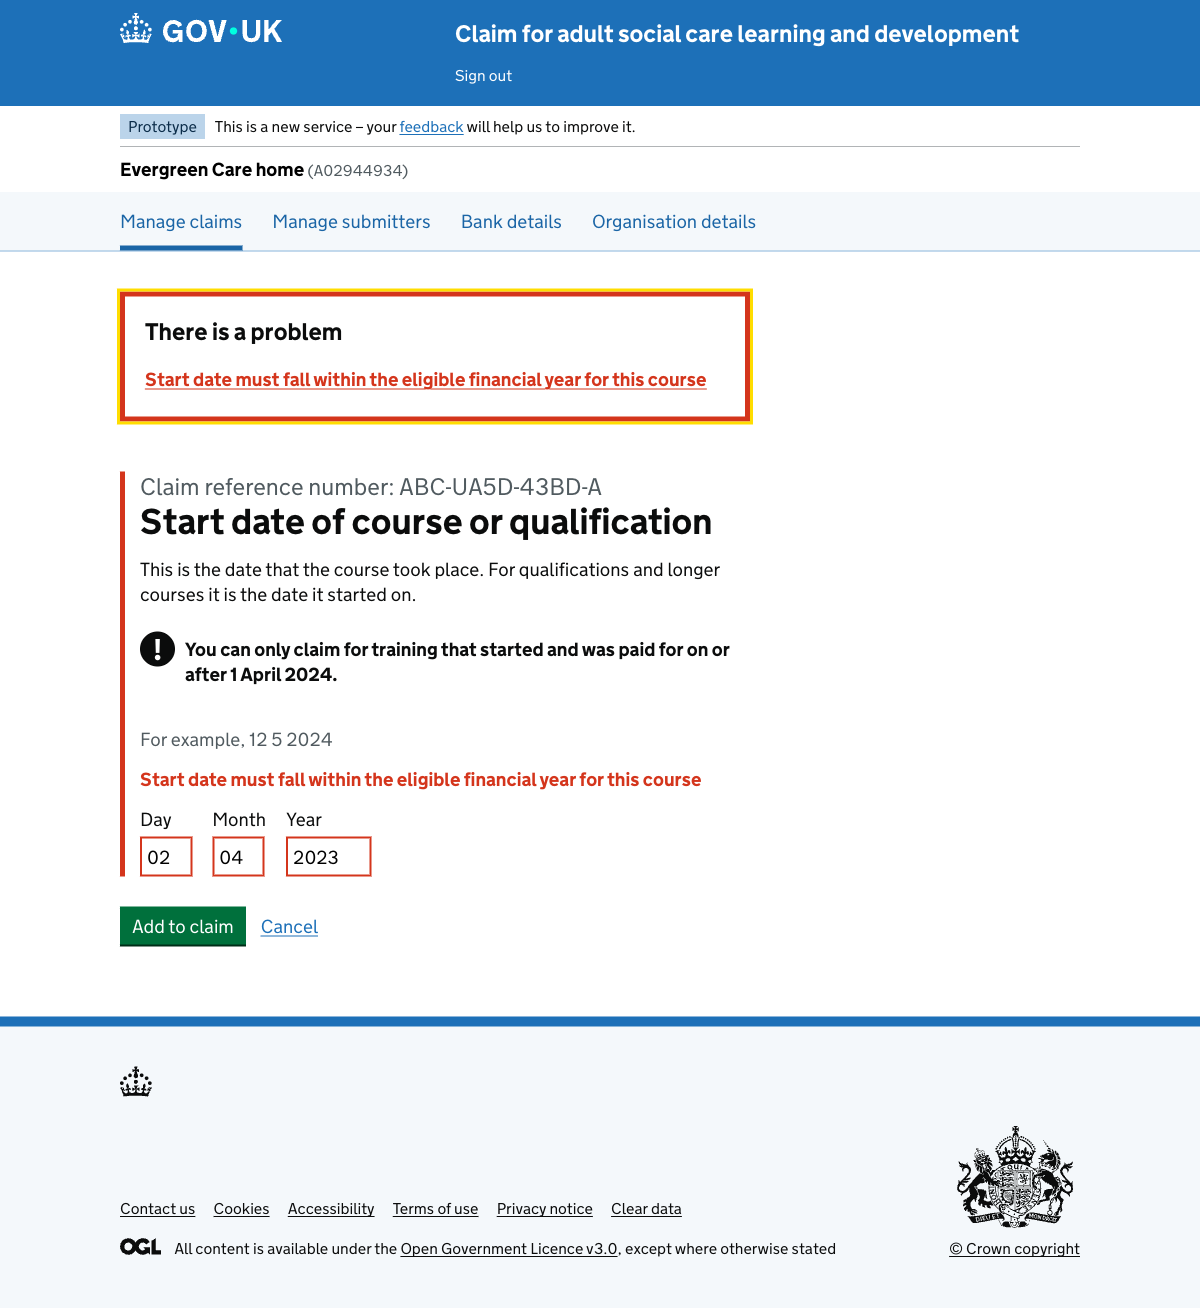 GOV•UK
Claim for adult social care learning and development
Sign out
Prototype This is a new service – your feedback will help us to improve it.
Evergreen Care home (A02944934)
Manage claims Manage submitters Bank details Organisation details
There is a problem
Start date must fall within the eligible financial year for this course
Claim reference number: ABC-UA5D-43BD-A
Start date of course or qualification
This is the date that the course took place. For qualifications and longer
courses it is the date it started on.
! You can only claim for training that started and was paid for on or
after 1 April 2024.
For example, 12 5 2024
Start date must fall within the eligible financial year for this course
Day Month Year
02 04 2023
Add to claim Cancel
Contact us Cookies Accessibility Terms of use Privacy notice Clear data
OGL All content is available under the Open Government Licence v3.0, except where otherwise stated
© Crown copyright